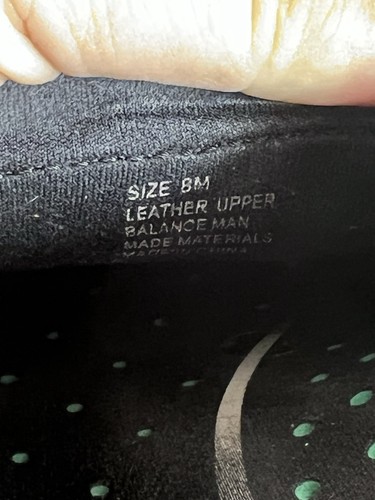 SIZE 8M
LEATHER UPPER
BALANCE MAN
MADE MATERIALS
MADE IN CHINA